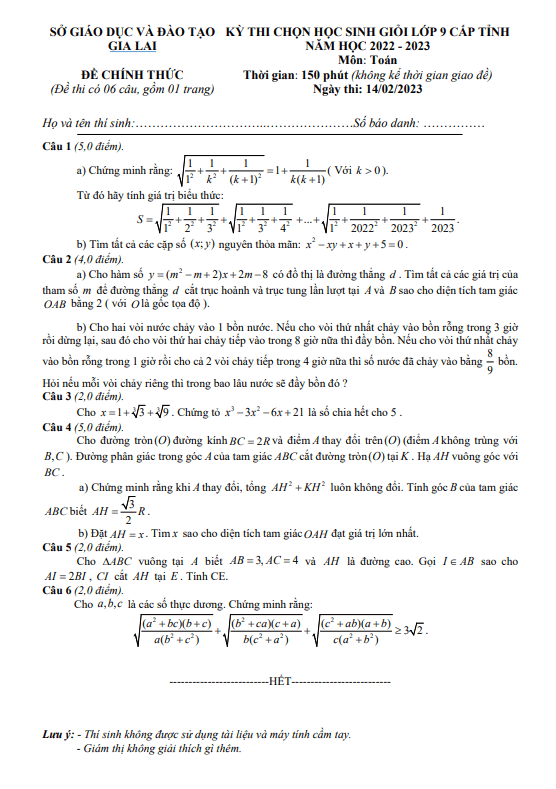 SỞ GIÁO DỤC VÀ ĐÀO TẠO KỲ THI CHỌN HỌC SINH GIỎI LỚP 9 CẤP TỈNH
GIA LAI NĂM HỌC 2022 - 2023
Môn: Toán
ĐỀ CHÍNH THỨC Thời gian: 150 phút (không kể thời gian giao đề)
(Đề thi có 06 câu, gồm 01 trang) Ngày thi: 14/02/2023
Họ và tên thí sinh:……………………………..…………………Số báo danh: ……………
Câu 1 (5,0 điểm).
a) Chứng minh rằng: $\sqrt{\frac{1}{1^2}+\frac{1}{k^2}+\frac{1}{(k+1)^2}}=1+\frac{1}{k(k+1)}$ ( Với $k>0$ ).
Từ đó hãy tính giá trị biểu thức:
$S=\sqrt{\frac{1}{1^2}+\frac{1}{2^2}+\frac{1}{3^2}}+\sqrt{\frac{1}{1^2}+\frac{1}{3^2}+\frac{1}{4^2}}+...+\sqrt{\frac{1}{1^2}+\frac{1}{2022^2}+\frac{1}{2023^2}}+\frac{1}{2023}$.
b) Tìm tất cả các cặp số $(x;y)$ nguyên thỏa mãn: $x^2-xy+x+y+5=0$.
Câu 2 (4,0 điểm).
a) Cho hàm số $y=(m^2-m+2)x+2m-8$ có đồ thị là đường thẳng $d$. Tìm tất cả các giá trị của
tham số $m$ để đường thẳng $d$ cắt trục hoành và trục tung lần lượt tại $A$ và $B$ sao cho diện tích tam giác
$OAB$ bằng 2 ( với $O$ là gốc tọa độ ).
b) Cho hai vòi nước chảy vào 1 bồn nước. Nếu cho vòi thứ nhất chảy vào bồn rỗng trong 3 giờ
rồi dừng lại, sau đó cho vòi thứ hai chảy tiếp vào trong 8 giờ nữa thì đầy bồn. Nếu cho vòi thứ nhất chảy
vào bồn rỗng trong 1 giờ rồi cho cả 2 vòi chảy tiếp trong 4 giờ nữa thì số nước đã chảy vào bằng $\frac{8}{9}$ bồn.
Hỏi nếu mỗi vòi chảy riêng thì trong bao lâu nước sẽ đầy bồn đó ?
Câu 3 (2,0 điểm).
Cho $x=1+\sqrt[3]{3}+\sqrt[3]{9}$. Chứng tỏ $x^3-3x^2-6x+21$ là số chia hết cho 5 .
Câu 4 (5,0 điểm).
Cho đường tròn $(O)$ đường kính $BC=2R$ và điểm $A$ thay đổi trên $(O)$ (điểm $A$ không trùng với
$B,C$ ). Đường phân giác trong góc $A$ của tam giác $ABC$ cắt đường tròn $(O)$ tại $K$ . Hạ $AH$ vuông góc với
$BC$ .
a) Chứng minh rằng khi $A$ thay đổi, tổng $AH^2+KH^2$ luôn không đổi. Tính góc $B$ của tam giác
$ABC$ biết $AH=\frac{\sqrt{3}}{2}R$ .
b) Đặt $AH=x$. Tìm $x$ sao cho diện tích tam giác $OAH$ đạt giá trị lớn nhất.
Câu 5 (2,0 điểm).
Cho $\Delta ABC$ vuông tại $A$ biết $AB=3, AC=4$ và $AH$ là đường cao. Gọi $I\in AB$ sao cho
$AI=2BI$ , $CI$ cắt $AH$ tại $E$ . Tính CE.
Câu 6 (2,0 điểm).
Cho $a,b,c$ là các số thực dương. Chứng minh rằng:
$\sqrt{\frac{(a^2+bc)(b+c)}{a(b^2+c^2)}}+\sqrt{\frac{(b^2+ca)(c+a)}{b(c^2+a^2)}}+\sqrt{\frac{(c^2+ab)(a+b)}{c(a^2+b^2)}}\geq 3\sqrt{2}$ .
--------------------------HẾT--------------------------
Lưu ý: - Thí sinh không được sử dụng tài liệu và máy tính cầm tay.
- Giám thị không giải thích gì thêm.